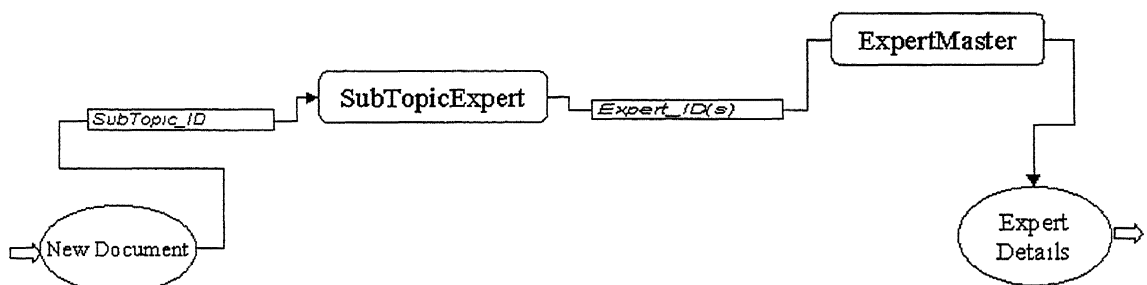 ExpertMaster
SubTopicExpert
Expert_ID(s)
SubTopic_ID
New Document
Expert
Details